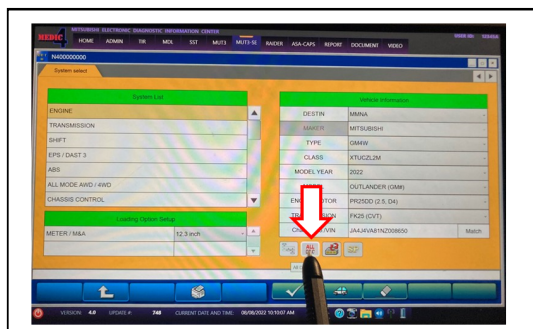 MEDIC 4
MITSUBISHI ELECTRONIC DIAGNOSTIC INFORMATION CENTER
HOME ADMIN TIR MDL SST MUT3 MUT3-SE RAIDER ASA-CAPS REPORT DOCUMENT VIDEO
N400000000
System select
System List
ENGINE
TRANSMISSION
SHIFT
EPS / DAST 3
ABS
ALL MODE AWD / 4WD
CHASSIS CONTROL
Loading Option Setup
METER / M&A 12.3 inch
Vehicle Information
DESTIN MMNA
MAKER MITSUBISHI
TYPE GM4W
CLASS XTUCZL2M
MODEL YEAR 2022
OUTLANDER (GM#)
PR25DD (2.5, D4)
FK25 (CVT)
JA4J4VA81NZ008650 Match
ALL
VERSION: 4.0 UPDATE #: 748 CURRENT DATE AND TIME: 08/08/2022 10:10:07 AM